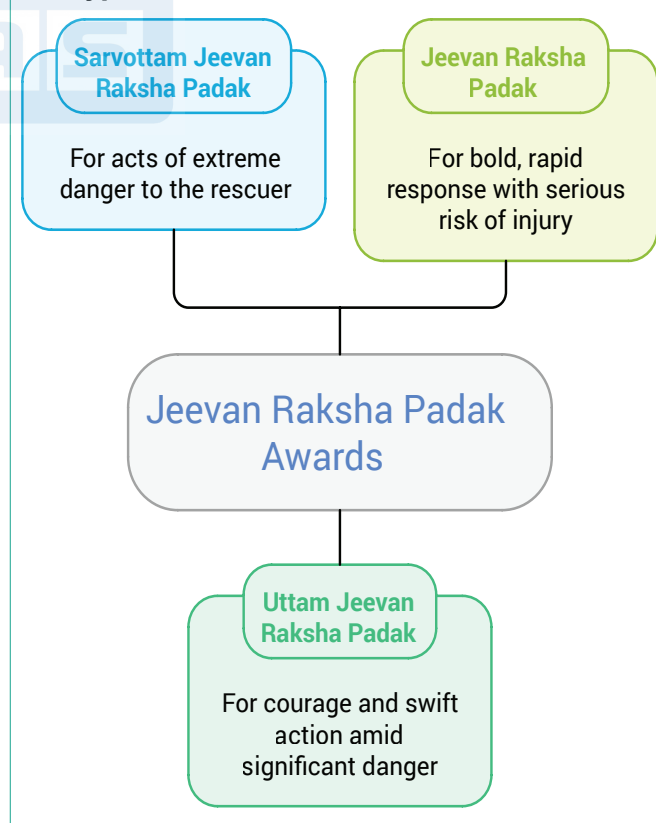 Sarvottam Jeevan
Raksha Padak
For acts of extreme
danger to the rescuer
Jeevan Raksha
Padak
For bold, rapid
response with serious
risk of injury
Jeevan Raksha Padak
Awards
Uttam Jeevan
Raksha Padak
For courage and swift
action amid
significant danger